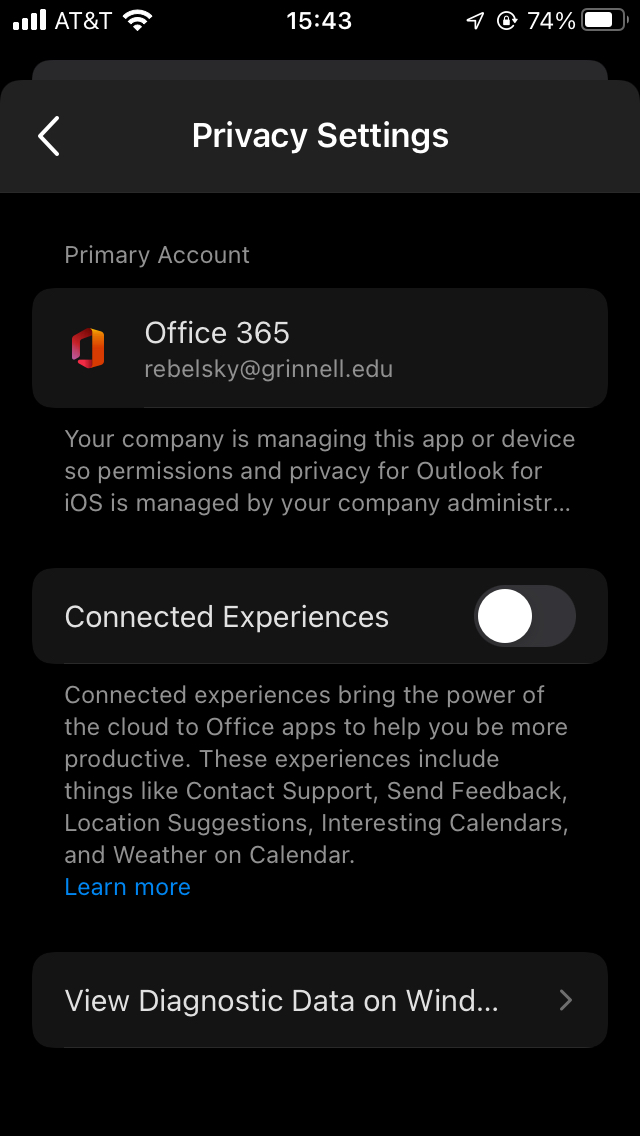 AT&T 15:43 74%
Privacy Settings
Primary Account
Office 365
rebelsky@grinnell.edu
Your company is managing this app or device
so permissions and privacy for Outlook for
iOS is managed by your company administr...
Connected Experiences
Connected experiences bring the power of
the cloud to Office apps to help you be more
productive. These experiences include
things like Contact Support, Send Feedback,
Location Suggestions, Interesting Calendars,
and Weather on Calendar.
Learn more
View Diagnostic Data on Wind...